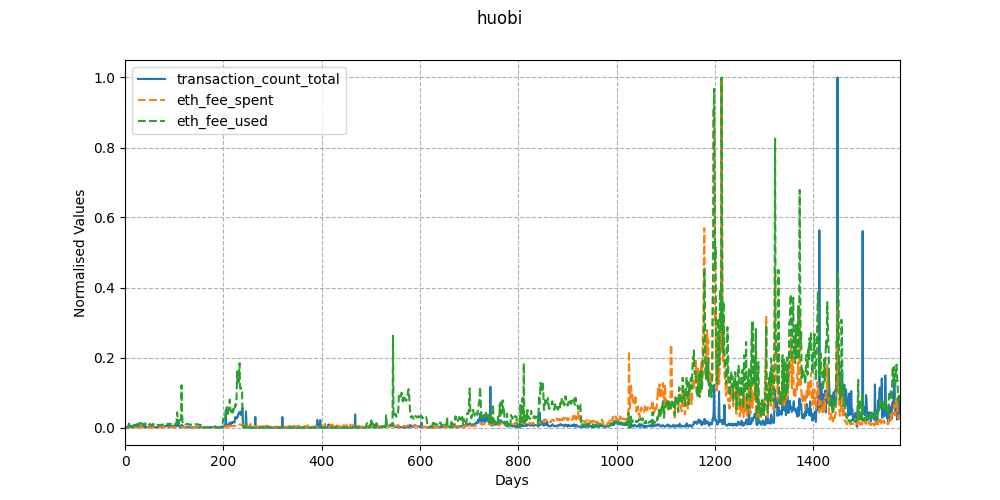 huobi
transaction_count_total
eth_fee_spent
eth_fee_used
Normalised Values
1.0
0.8
0.6
0.4
0.2
0.0
0 200 400 600 800 1000 1200 1400
Days